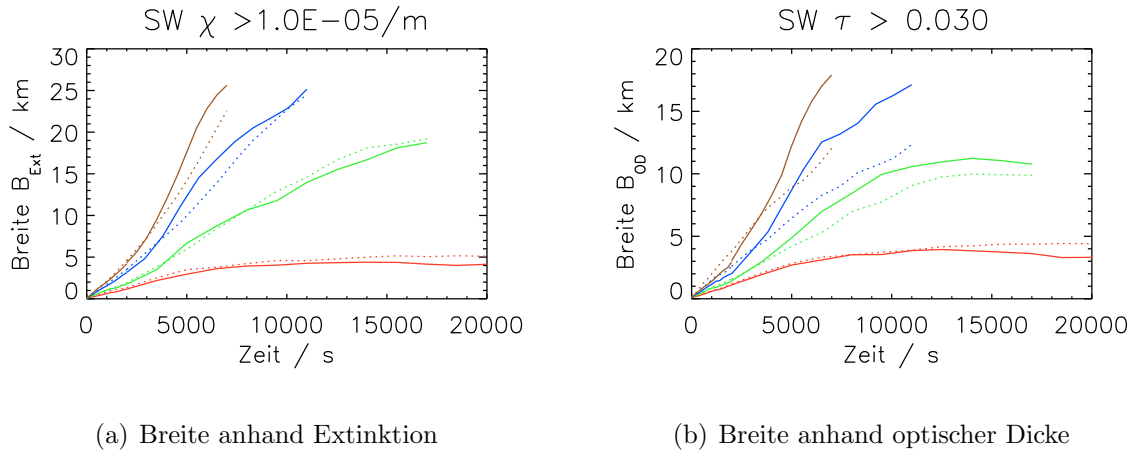 SW χ >1.0E−05/m
Breite B_Ext / km
30
25
20
15
10
5
0
0 5000 10000 15000 20000
Zeit / s
(a) Breite anhand Extinktion
SW τ > 0.030
Breite B_OD / km
20
15
10
5
0
0 5000 10000 15000 20000
Zeit / s
(b) Breite anhand optischer Dicke